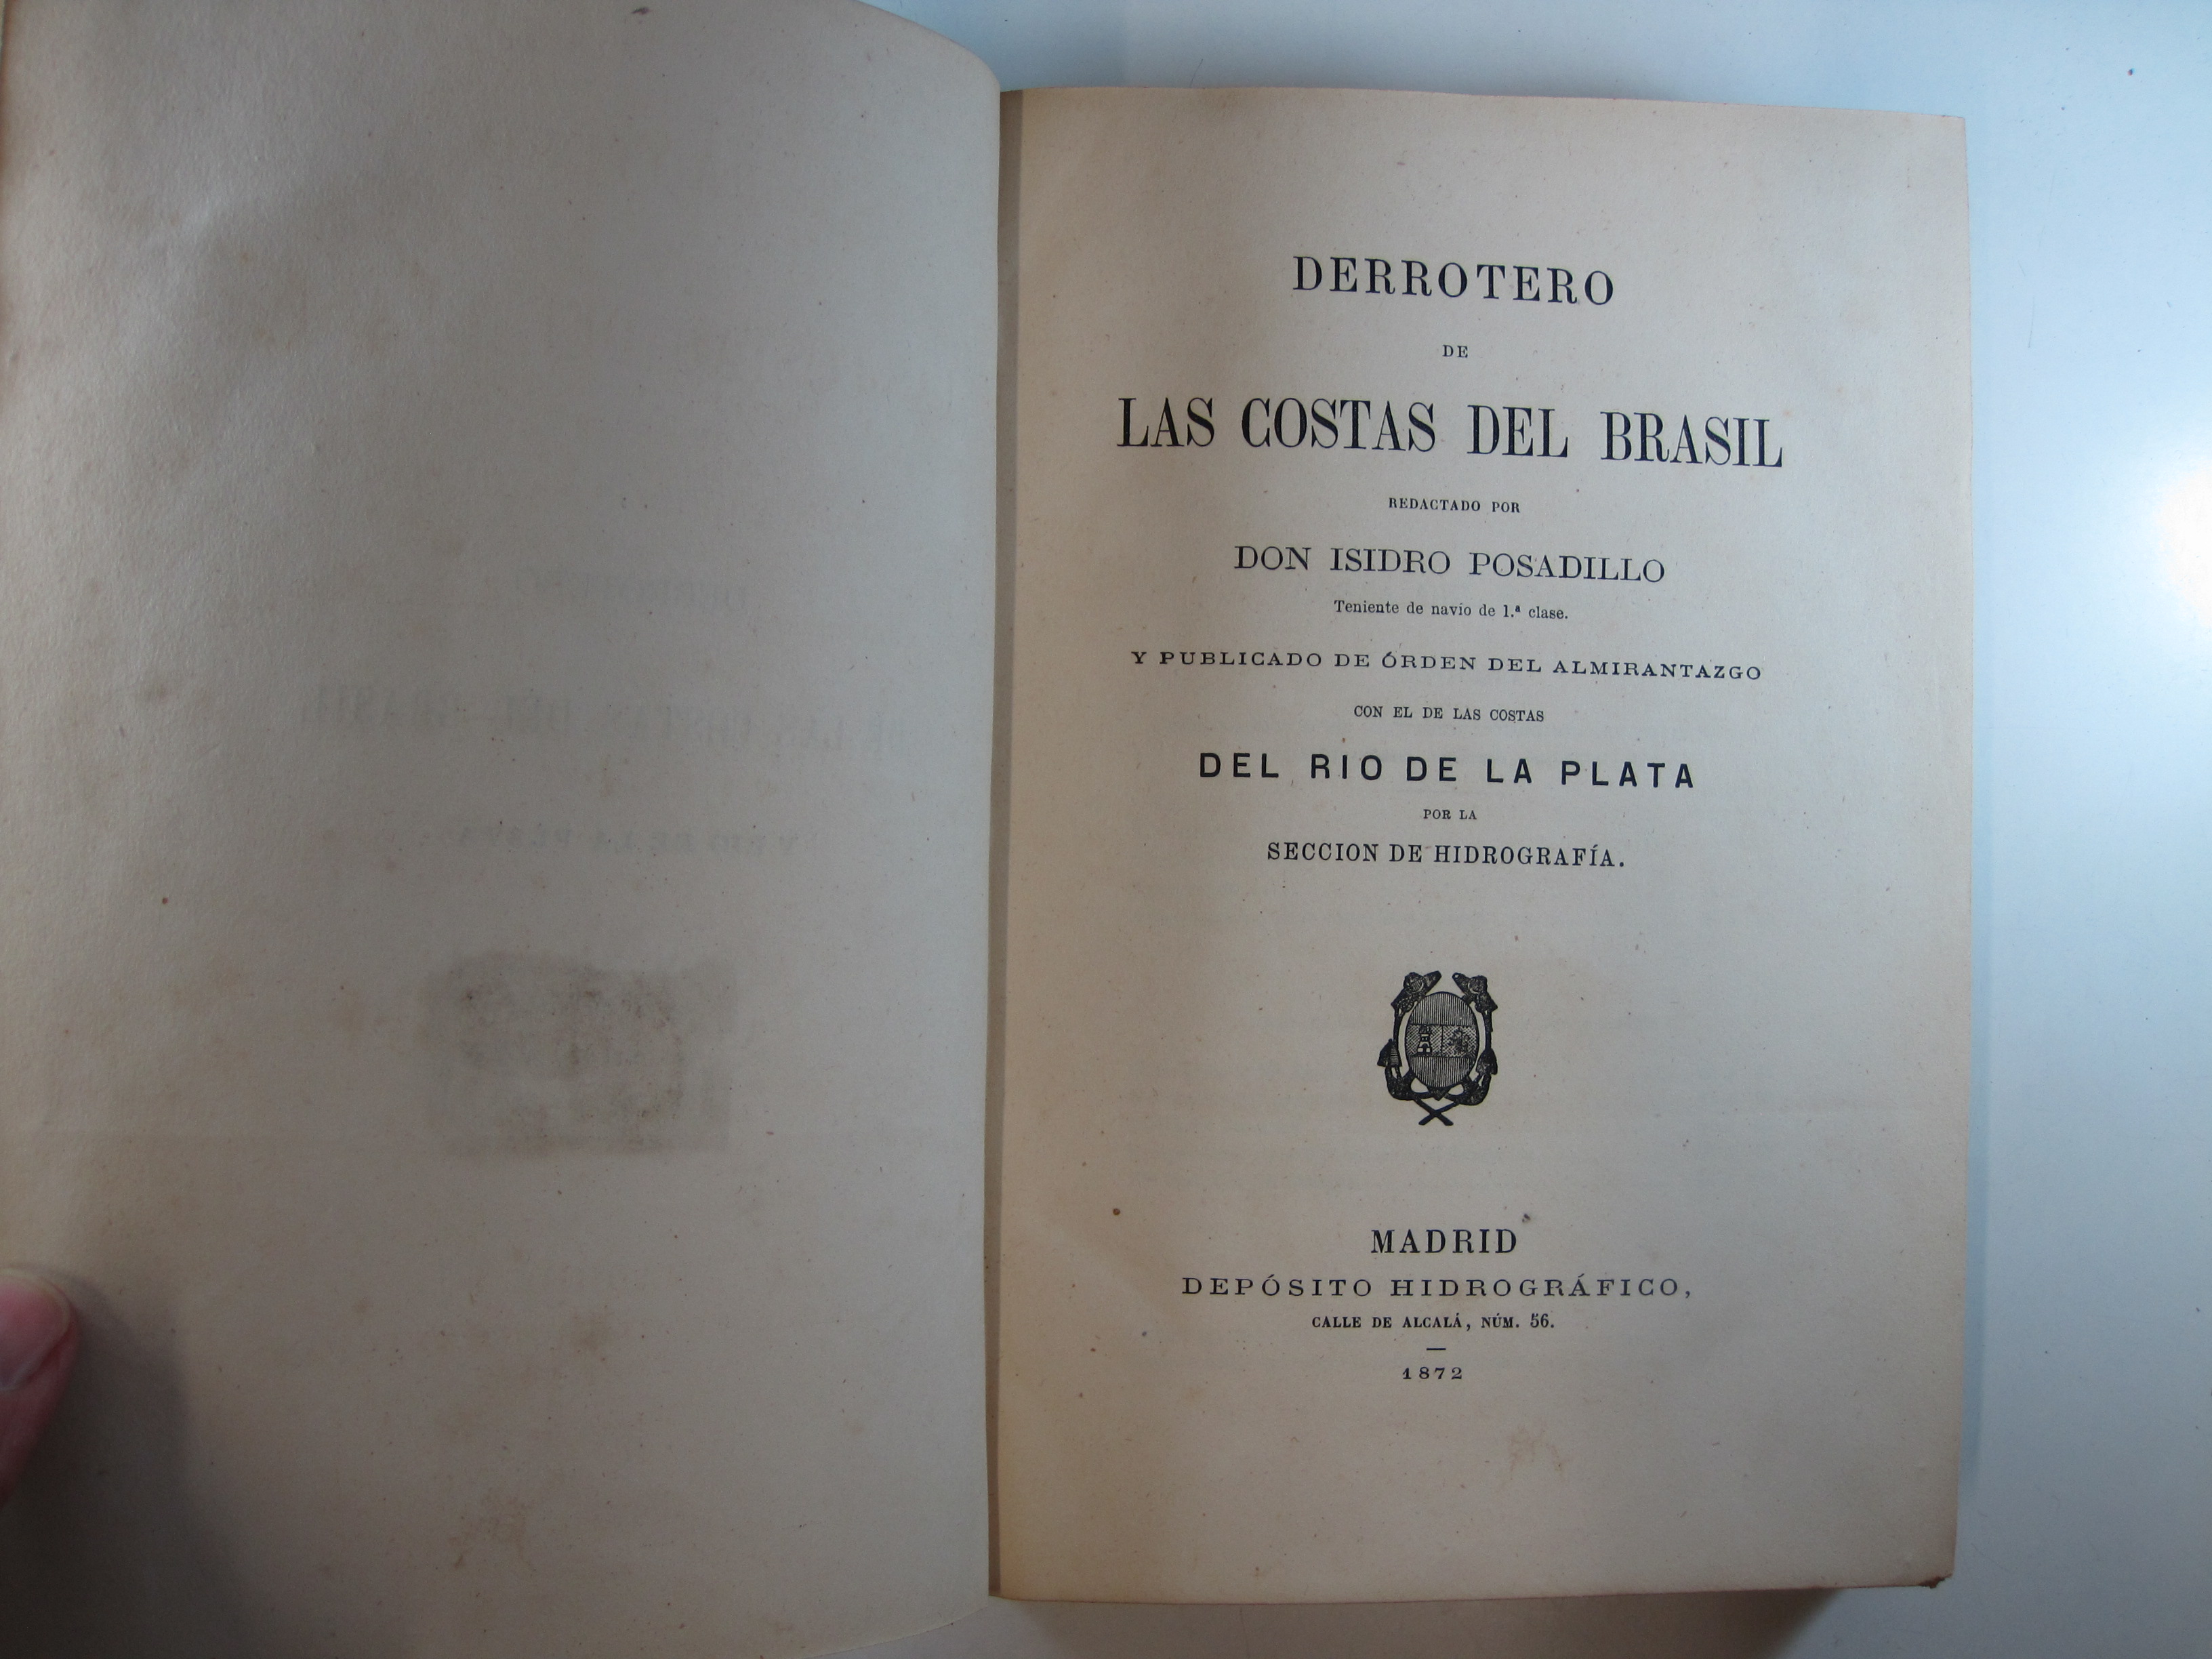 DERROTERO
DE
LAS COSTAS DEL BRASIL
REDACTADO POR
DON ISIDRO POSADILLO
Teniente de navío de 1.ª clase.
Y PUBLICADO DE ÓRDEN DEL ALMIRANTAZGO
CON EL DE LAS COSTAS
DEL RIO DE LA PLATA
POR LA
SECCION DE HIDROGRAFÍA.
MADRID
DEPÓSITO HIDROGRÁFICO,
CALLE DE ALCALÁ, NÚM. 56.
1872